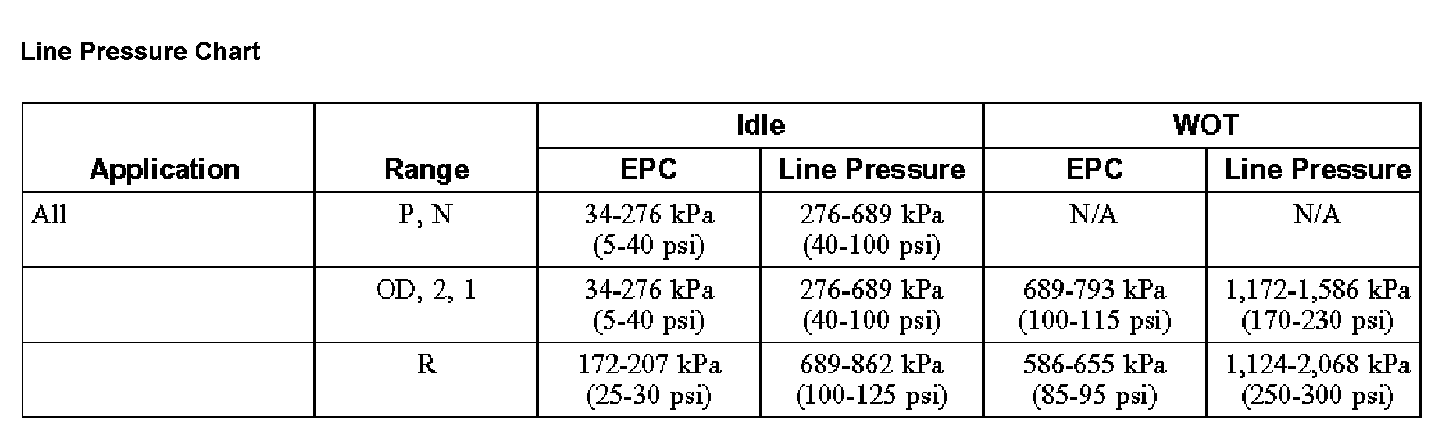 Line Pressure Chart
Idle WOT
Application Range EPC Line Pressure EPC Line Pressure
All P, N 34-276 kPa 276-689 kPa N/A N/A
(5-40 psi) (40-100 psi)
OD, 2, 1 34-276 kPa 276-689 kPa 689-793 kPa 1,172-1,586 kPa
(5-40 psi) (40-100 psi) (100-115 psi) (170-230 psi)
R 172-207 kPa 689-862 kPa 586-655 kPa 1,124-2,068 kPa
(25-30 psi) (100-125 psi) (85-95 psi) (250-300 psi)